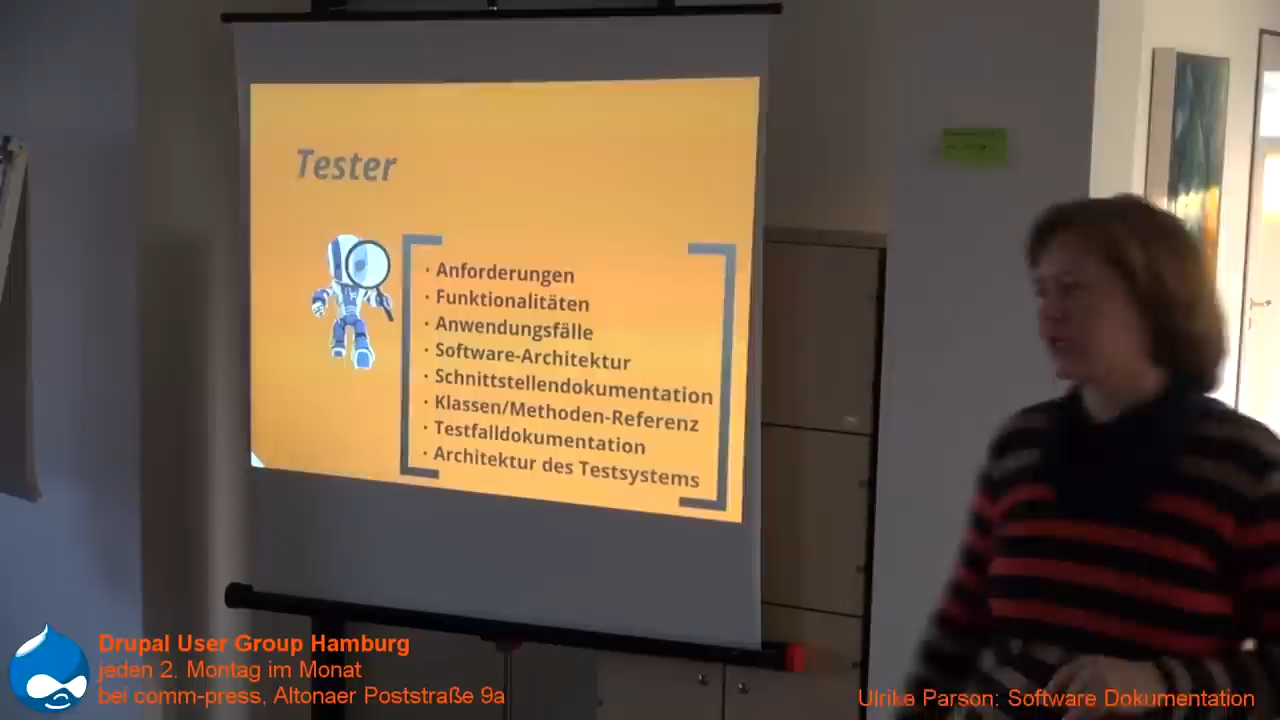 Tester
· Anforderungen
· Funktionalitäten
· Anwendungsfälle
· Software-Architektur
· Schnittstellendokumentation
· Klassen/Methoden-Referenz
· Testfalldokumentation
· Architektur des Testsystems
Drupal User Group Hamburg
jeden 2. Montag im Monat
bei comm-press, Altonaer Poststraße 9a
Ulrike Parson: Software Dokumentation